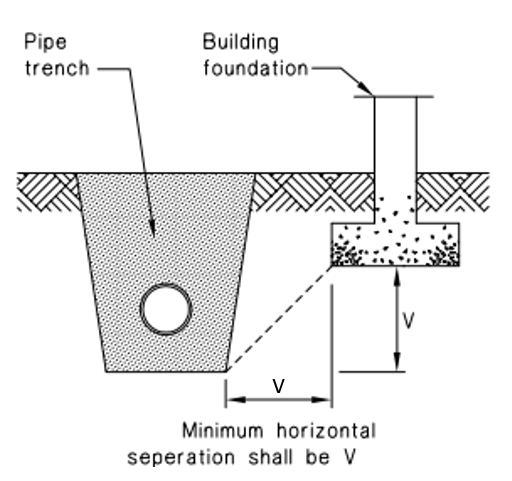 Pipe
trench
Building
foundation
V
V
Minimum horizontal
seperation shall be V